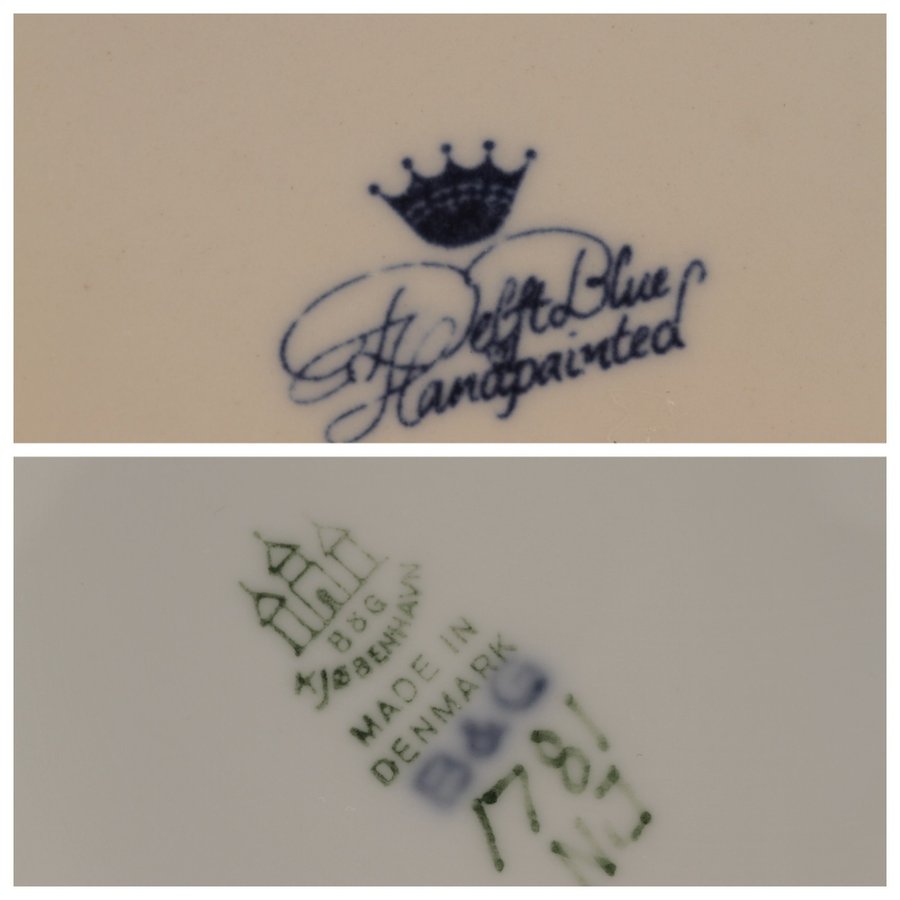 Delft Blue
Handpainted
B&G
KJØBENHAVN
MADE IN
DENMARK
B&G
1781